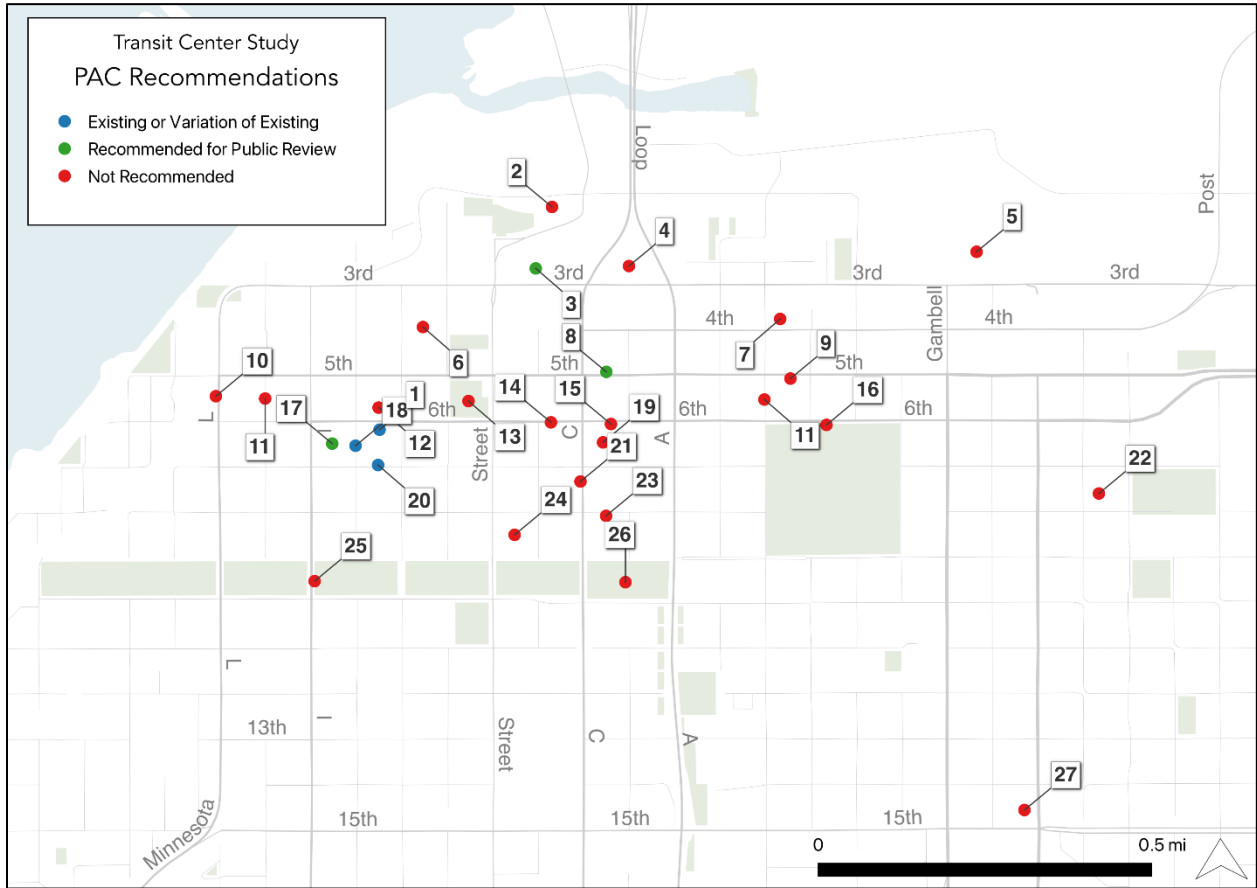 Transit Center Study
PAC Recommendations
Existing or Variation of Existing
Recommended for Public Review
Not Recommended
Loop
2
Post
5
4
3rd
3rd
3rd
3rd
3
4th
4th
8
7
9
Gambell
6
5th
5th
5th
10
1
14
15
L
17
18
6th
19
6th
16
6th
I
12
13
C
A
11
11
Street
21
22
20
24
23
26
25
L
I
13th
Street
C
A
27
Minnesota
15th
15th
15th
0
0.5 mi